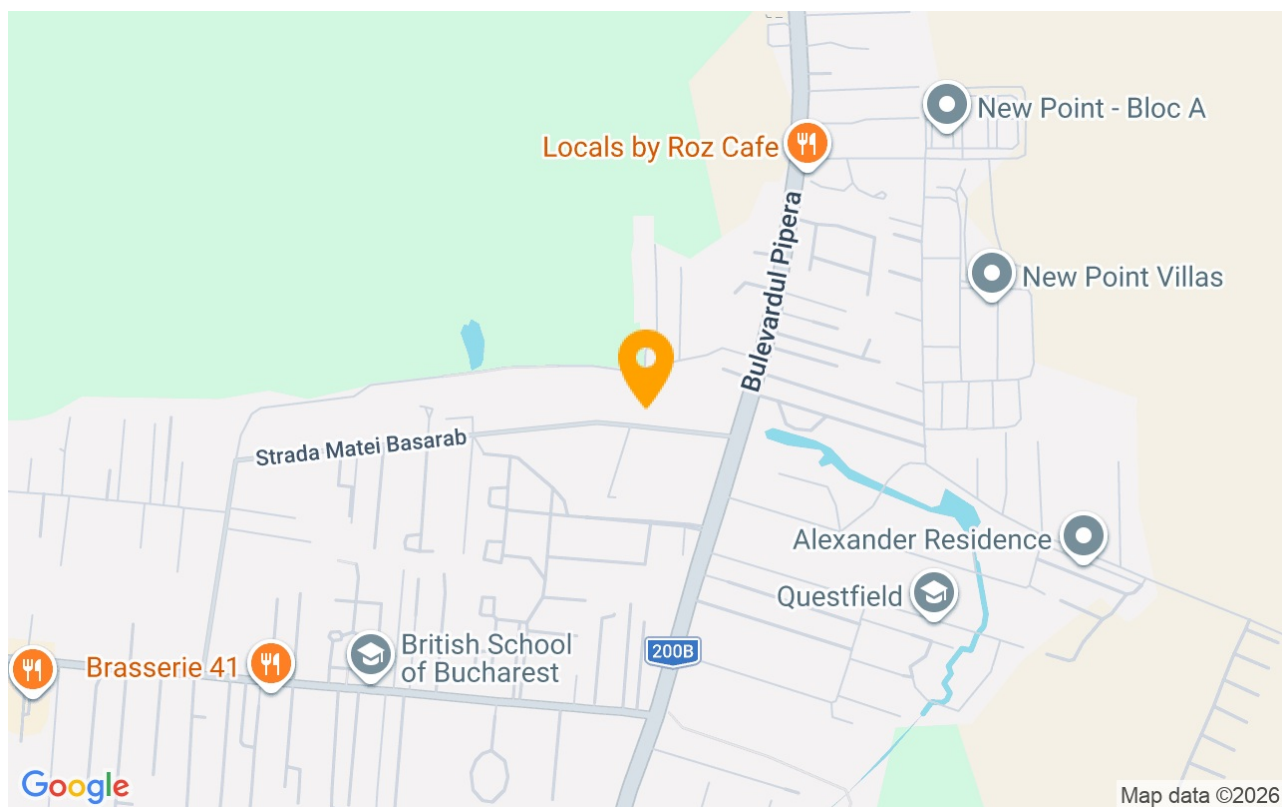 New Point - Bloc A
Locals by Roz Cafe
Bulevardul Pipera
New Point Villas
Strada Matei Basarab
Alexander Residence
Questfield
British School
of Bucharest
200B
Brasserie 41
Google
Map data ©2026